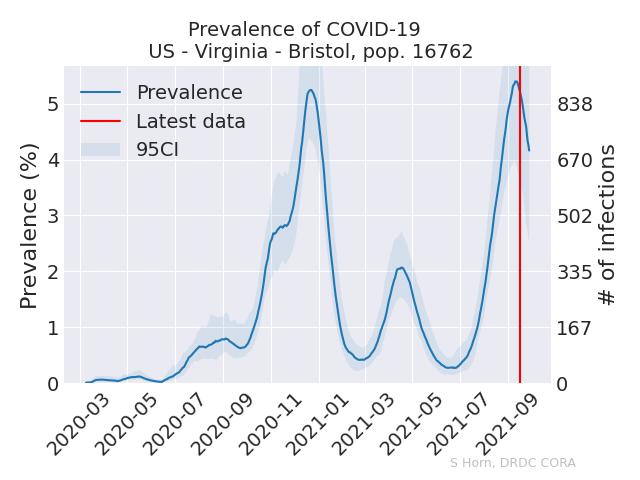 Prevalence of COVID-19
US - Virginia - Bristol, pop. 16762
Prevalence
Latest data
95CI
Prevalence (%)
5
4
3
2
1
0
838
670
502
335
167
0
# of infections
2020-03
2020-05
2020-07
2020-09
2020-11
2021-01
2021-03
2021-05
2021-07
2021-09
S Horn, DRDC CORA